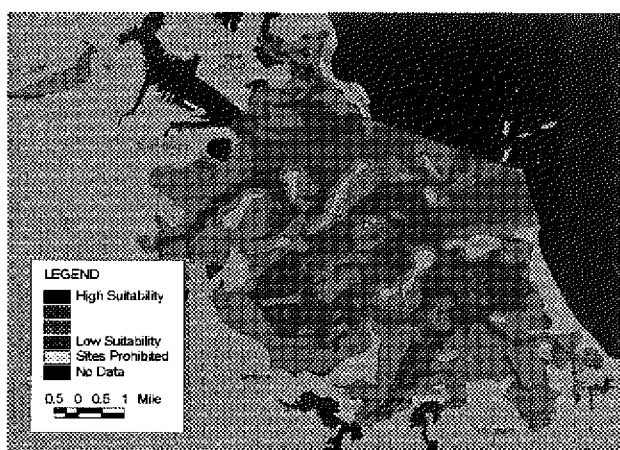 LEGEND
High Suitability
Low Suitability
Sites Prohibited
No Data
0.5 0 0.5 1 Mile